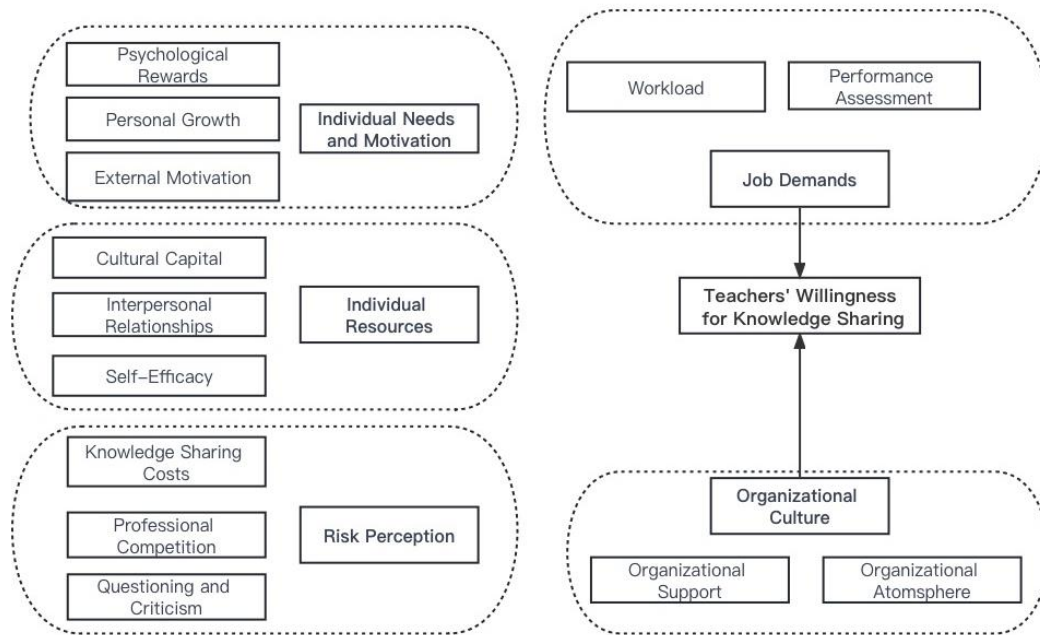 Psychological
Rewards
Personal Growth
Individual Needs
and Motivation
External Motivation
Cultural Capital
Interpersonal
Relationships
Individual
Resources
Self-Efficacy
Knowledge Sharing
Costs
Professional
Competition
Risk Perception
Questioning and
Criticism
Workload
Performance
Assessment
Job Demands
Teachers' Willingness
for Knowledge Sharing
Organizational
Culture
Organizational
Support
Organizational
Atomsphere